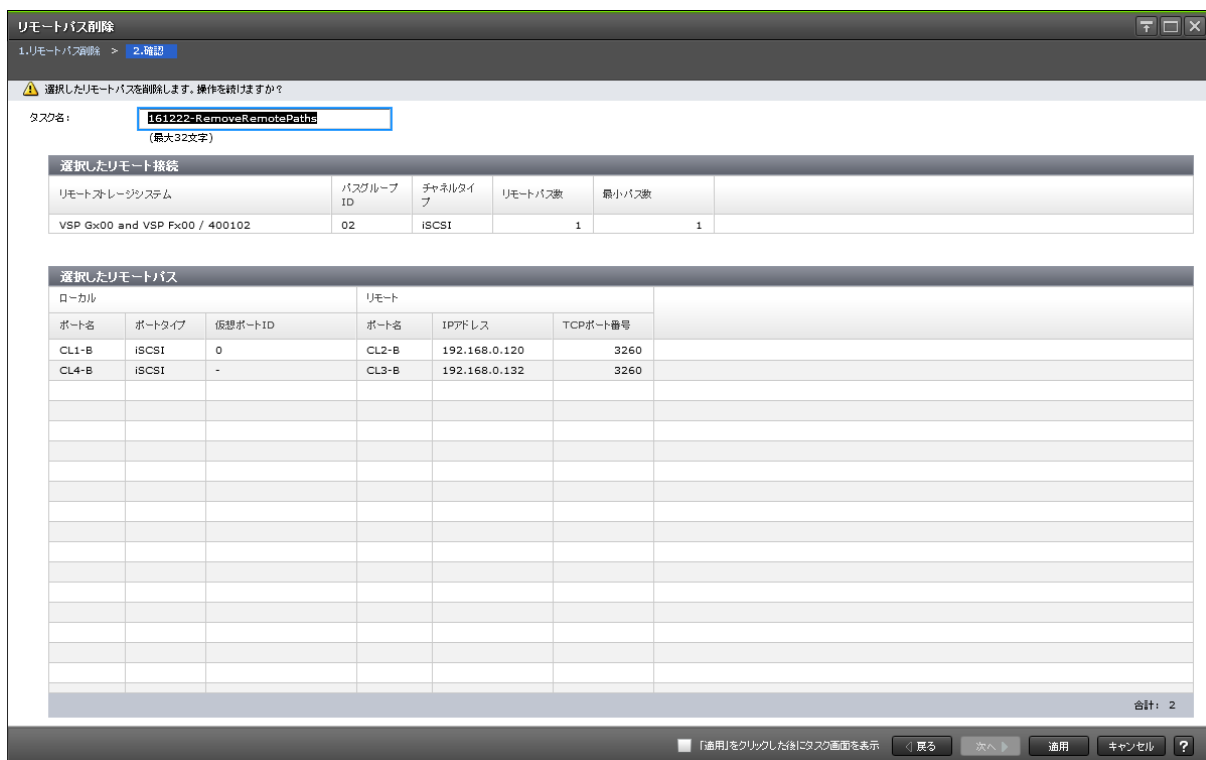 リモートパス削除
1.リモートパス削除 > 2.確認
選択したリモートパスを削除します。操作を続けますか?
タスク名: 161222-RemoveRemotePaths
(最大32文字)
選択したリモート接続
リモートストレージシステム パスグループID チャネルタイプ リモートパス数 最小パス数
VSP Gx00 and VSP Fx00 / 400102 02 iSCSI 1 1
選択したリモートパス
ローカル リモート
ポート名 ポートタイプ 仮想ポートID ポート名 IPアドレス TCPポート番号
CL1-B iSCSI 0 CL2-B 192.168.0.120 3260
CL4-B iSCSI - CL3-B 192.168.0.132 3260
合計: 2
「適用」をクリックした後にタスク画面を表示 戻る 次へ 適用 キャンセル ?